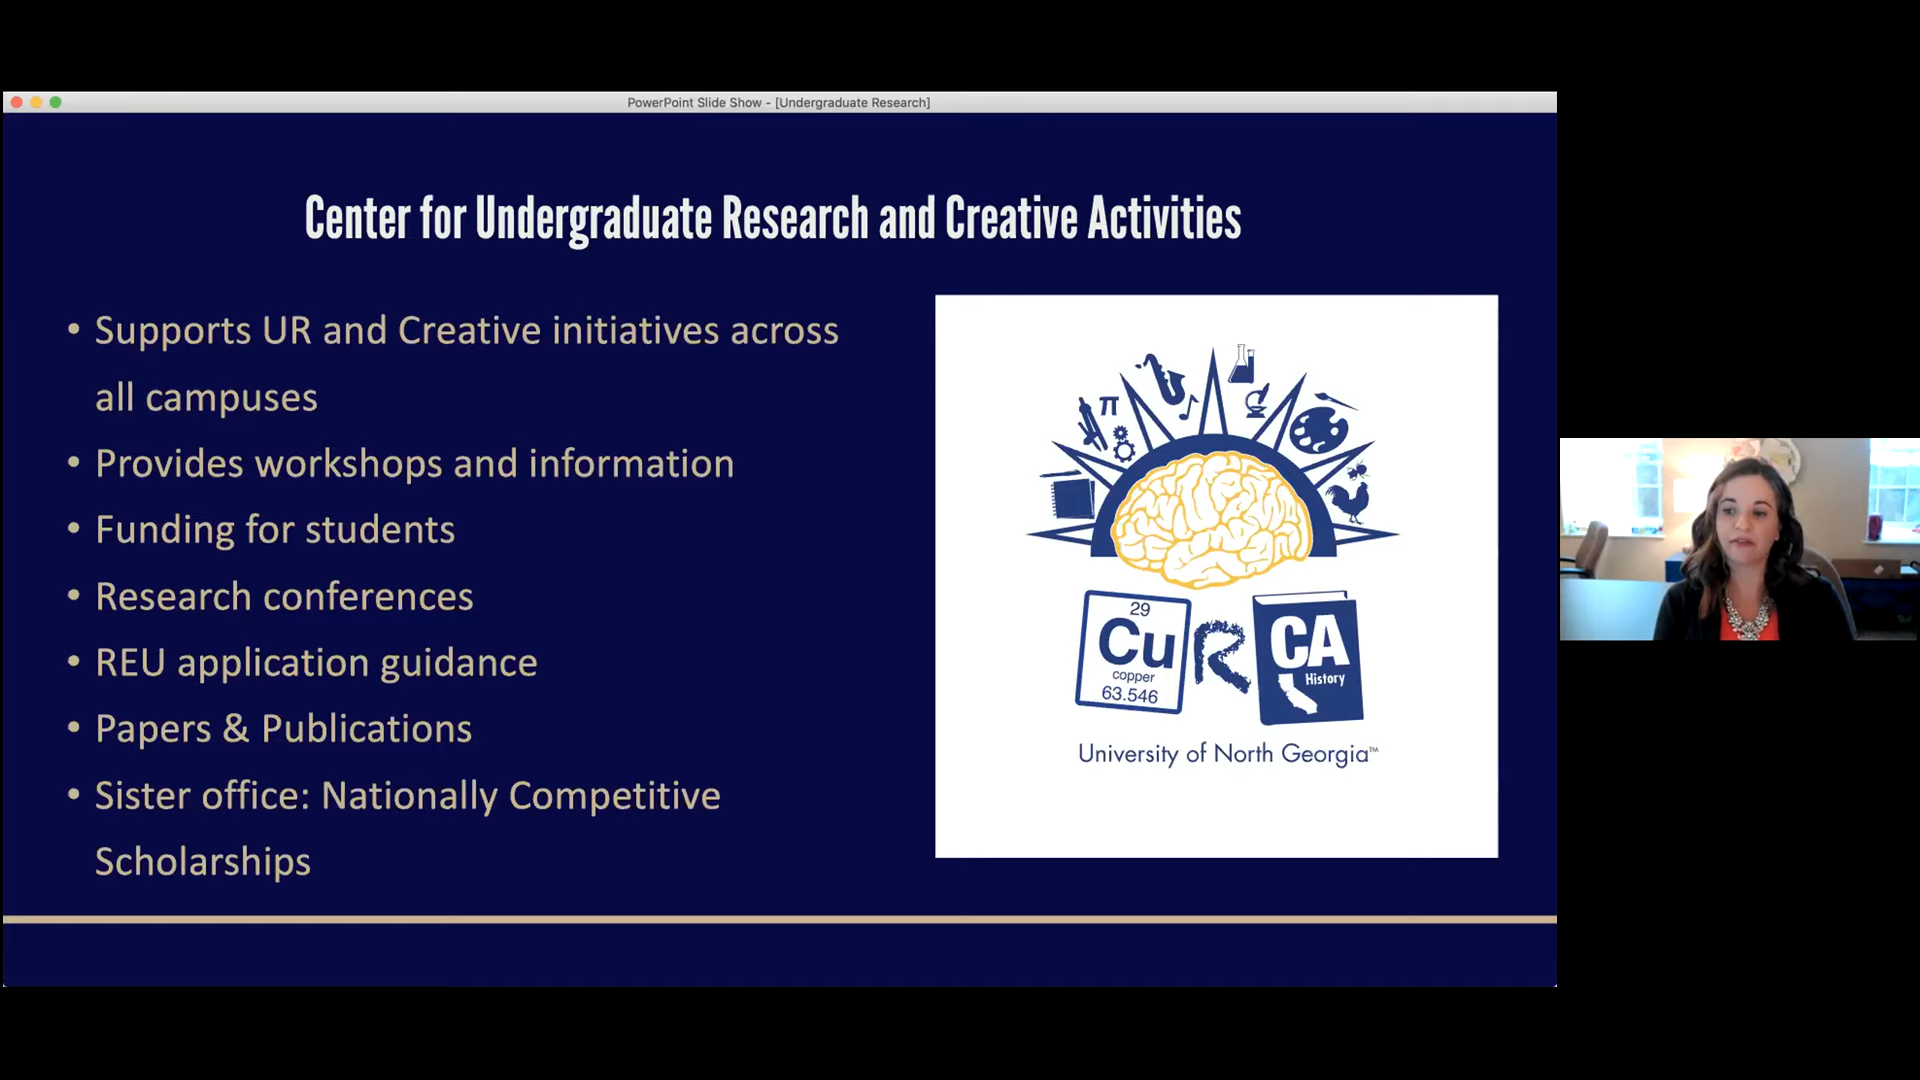 PowerPoint Slide Show - [Undergraduate Research]
Center for Undergraduate Research and Creative Activities
• Supports UR and Creative initiatives across
all campuses
• Provides workshops and information
• Funding for students
• Research conferences
• REU application guidance
• Papers & Publications
• Sister office: Nationally Competitive
Scholarships
π
29
Cu
copper
63.546
R
CA
History
University of North Georgia™